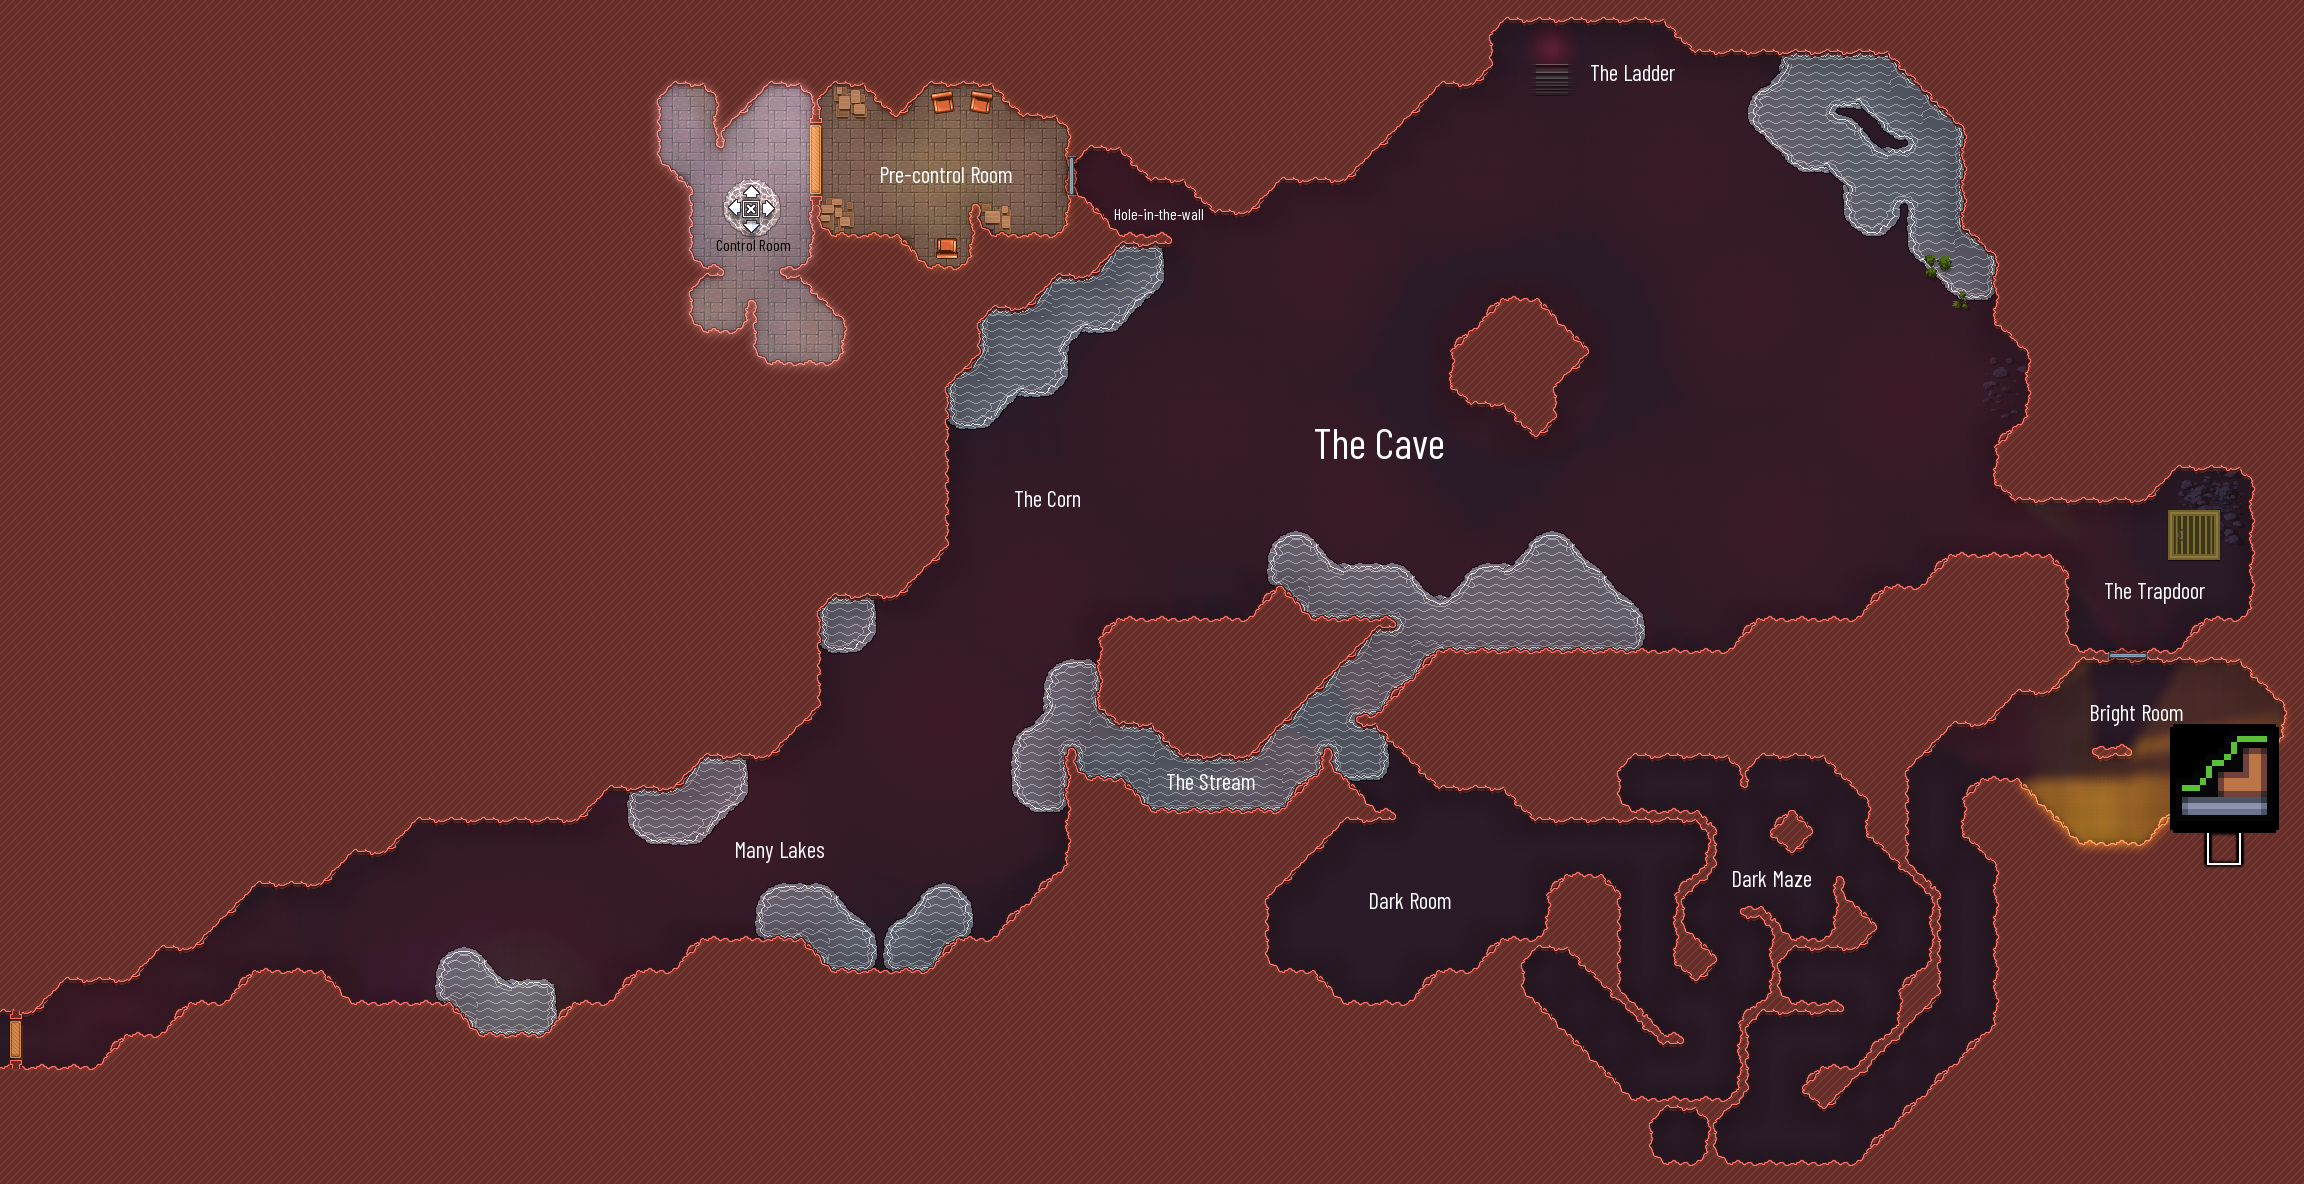 The Ladder
Pre-control Room
Hole-in-the-wall
Control Room
The Cave
The Corn
The Trapdoor
Bright Room
The Stream
Many Lakes
Dark Maze
Dark Room